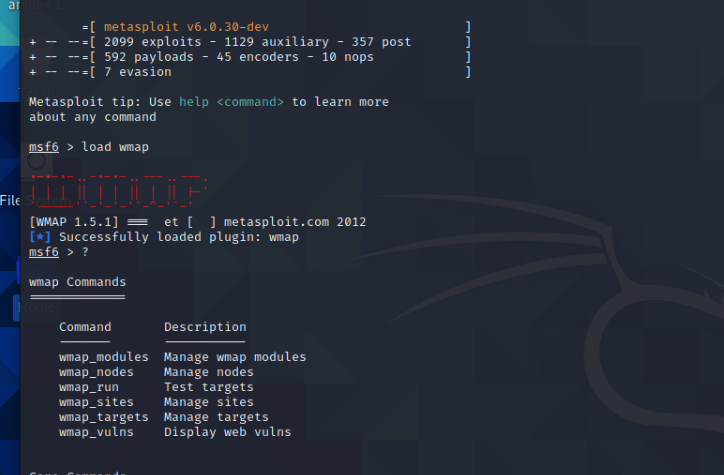 =[ metasploit v6.0.30-dev ]
+ -- --=[ 2099 exploits - 1129 auxiliary - 357 post ]
+ -- --=[ 592 payloads - 45 encoders - 10 nops ]
+ -- --=[ 7 evasion ]
Metasploit tip: Use help <command> to learn more
about any command
msf6 > load wmap
[WMAP 1.5.1] === et [ ] metasploit.com 2012
[*] Successfully loaded plugin: wmap
msf6 > ?
wmap Commands
=============
Command Description
------- -----------
wmap_modules Manage wmap modules
wmap_nodes Manage nodes
wmap_run Test targets
wmap_sites Manage sites
wmap_targets Manage targets
wmap_vulns Display web vulns
File